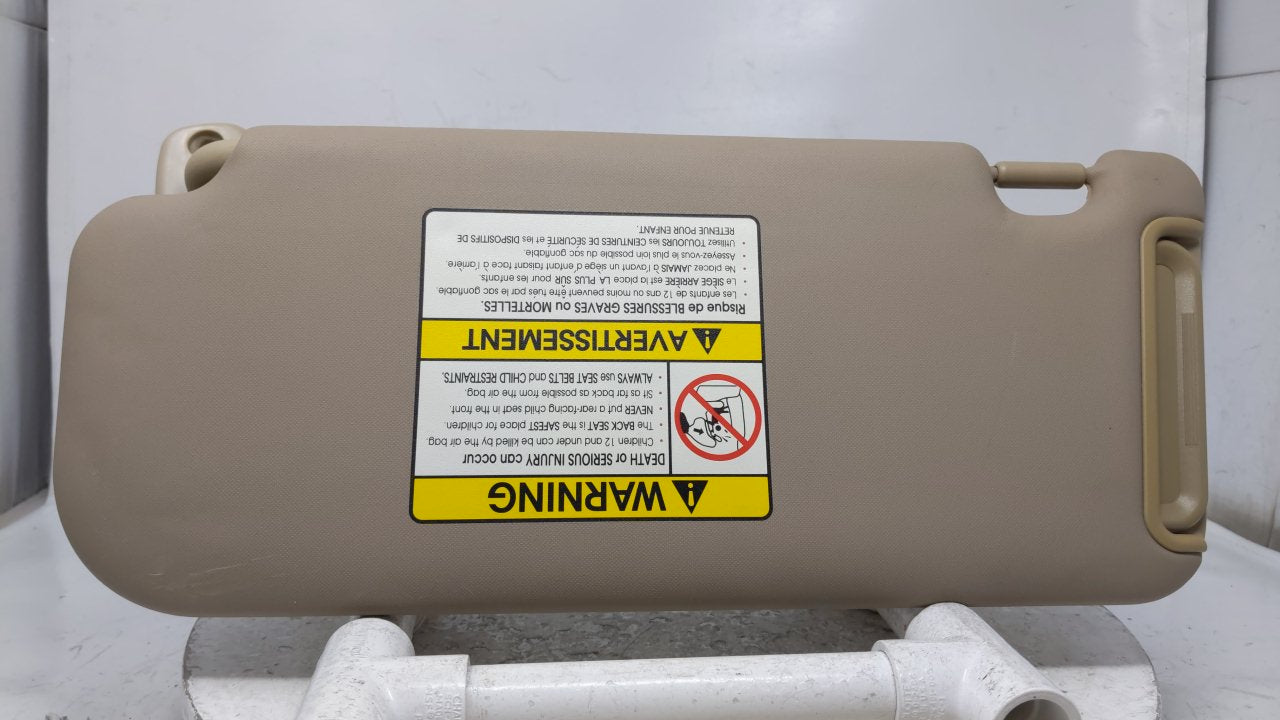 WARNING
DEATH or SERIOUS INJURY can occur
• Children 12 and under can be killed by the air bag
• The BACK SEAT is the SAFEST place for children.
• NEVER put a rear-facing child seat in the front
• Sit as far back as possible from the air bag.
• ALWAYS use SEAT BELTS and CHILD RESTRAINTS.
AVERTISSEMENT
Risque de BLESSURES GRAVES ou MORTELLES.
• Les enfants de 12 ans ou moins peuvent être tués par le sac gonflable.
• Le SIÈGE ARRIÈRE est la place LA PLUS SÛR pour les enfants.
• Ne placez JAMAIS à l'avant un siège d'enfant faisant face à l'arrière.
• Asseyez-vous le plus loin possible du sac gonflable.
• Utilisez TOUJOURS les CEINTURES DE SÉCURITÉ et les DISPOSITIFS DE
RETENUE POUR ENFANT.